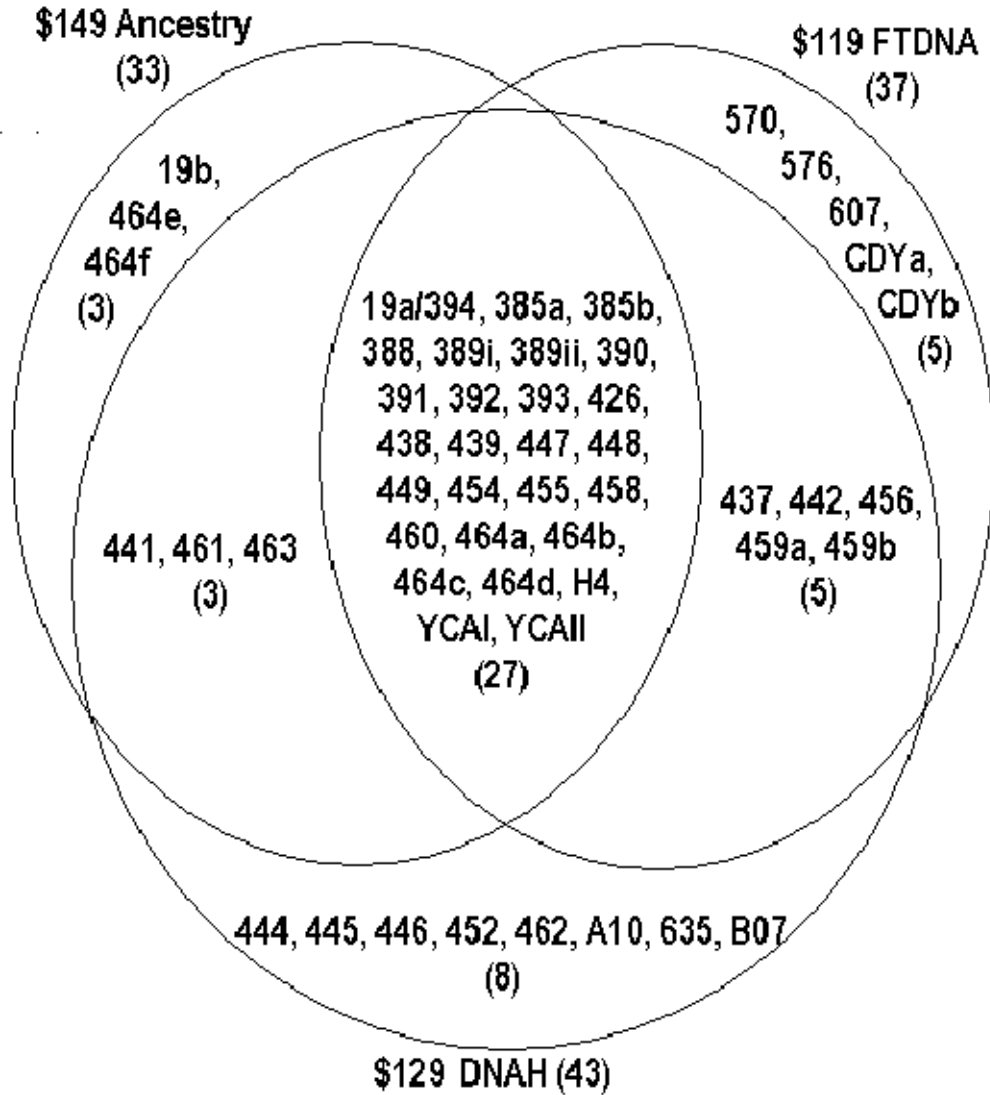 $149 Ancestry
(33)
$119 FTDNA
(37)
19b,
464e,
464f
(3)
570,
576,
607,
CDYa,
CDYb
(5)
19a/394, 385a, 385b,
388, 389i, 389ii, 390,
391, 392, 393, 426,
438, 439, 447, 448,
449, 454, 455, 458,
460, 464a, 464b,
464c, 464d, H4,
YCAI, YCAII
(27)
441, 461, 463
(3)
437, 442, 456,
459a, 459b
(5)
444, 445, 446, 452, 462, A10, 635, B07
(8)
$129 DNAH (43)